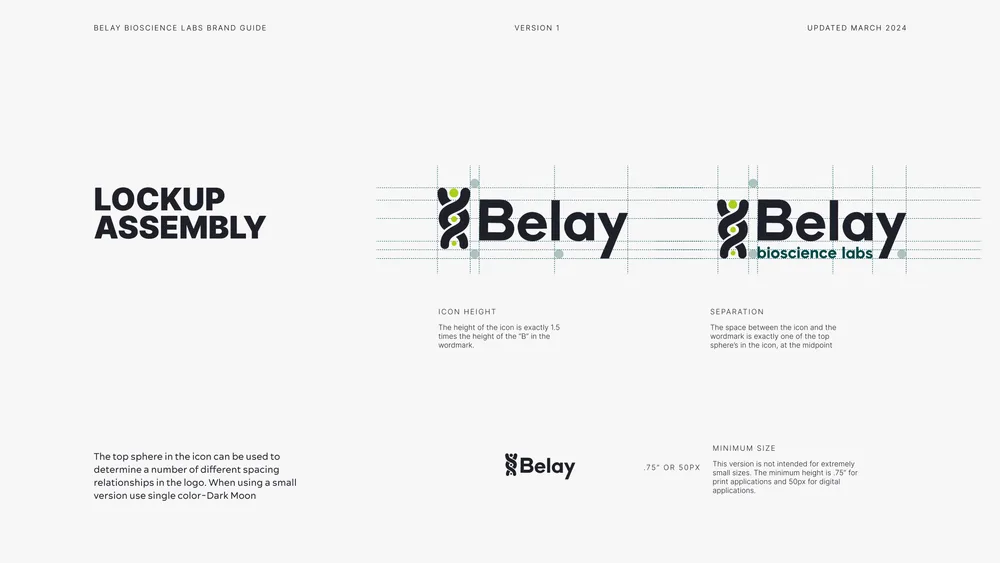 BELAY BIOSCIENCE LABS BRAND GUIDE
VERSION 1
UPDATED MARCH 2024
LOCKUP
ASSEMBLY
Belay
Belay
bioscience labs
ICON HEIGHT
The height of the icon is exactly 1.5
times the height of the "B" in the
wordmark.
SEPARATION
The space between the icon and the
wordmark is exactly one of the top
sphere's in the icon, at the midpoint
The top sphere in the icon can be used to
determine a number of different spacing
relationships in the logo. When using a small
version use single color–Dark Moon
Belay
.75" OR 50PX
MINIMUM SIZE
This version is not intended for extremely
small sizes. The minimum height is .75" for
print applications and 50px for digital
applications.